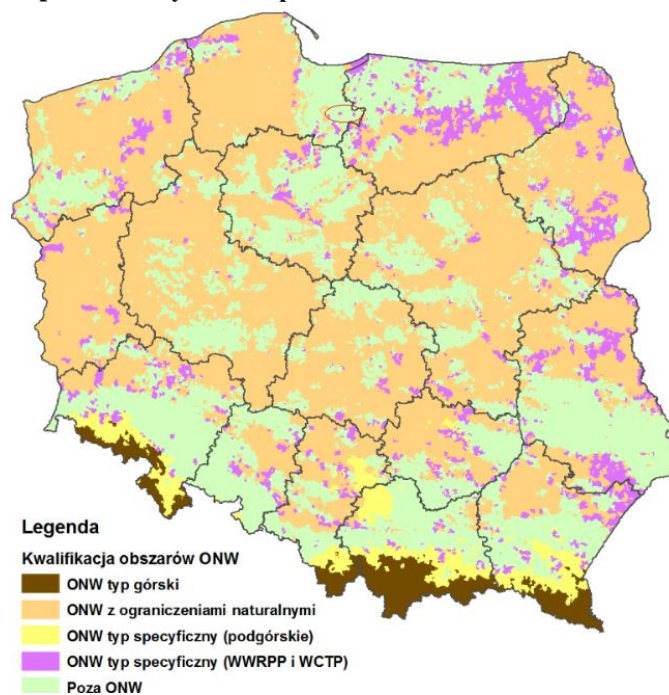 Legenda
Kwalifikacja obszarów ONW
ONW typ górski
ONW z ograniczeniami naturalnymi
ONW typ specyficzny (podgórskie)
ONW typ specyficzny (WWRPP i WCTP)
Poza ONW